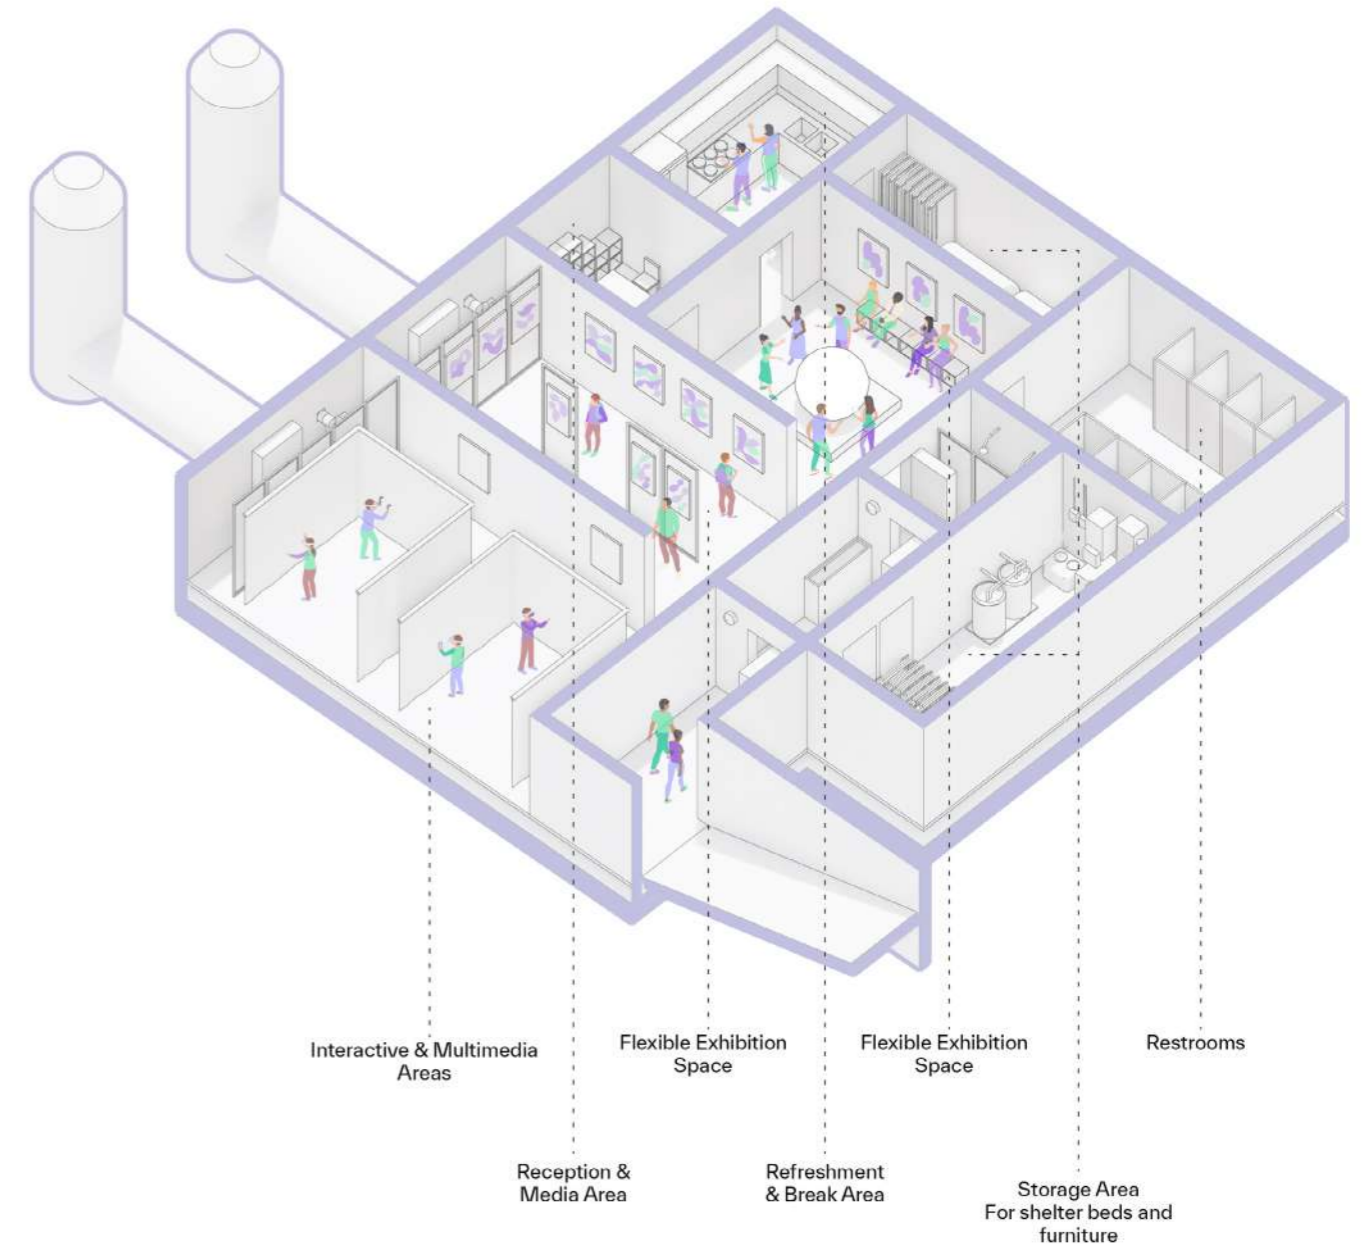 Interactive & Multimedia
Areas
Flexible Exhibition
Space
Flexible Exhibition
Space
Restrooms
Reception &
Media Area
Refreshment
& Break Area
Storage Area
For shelter beds and
furniture